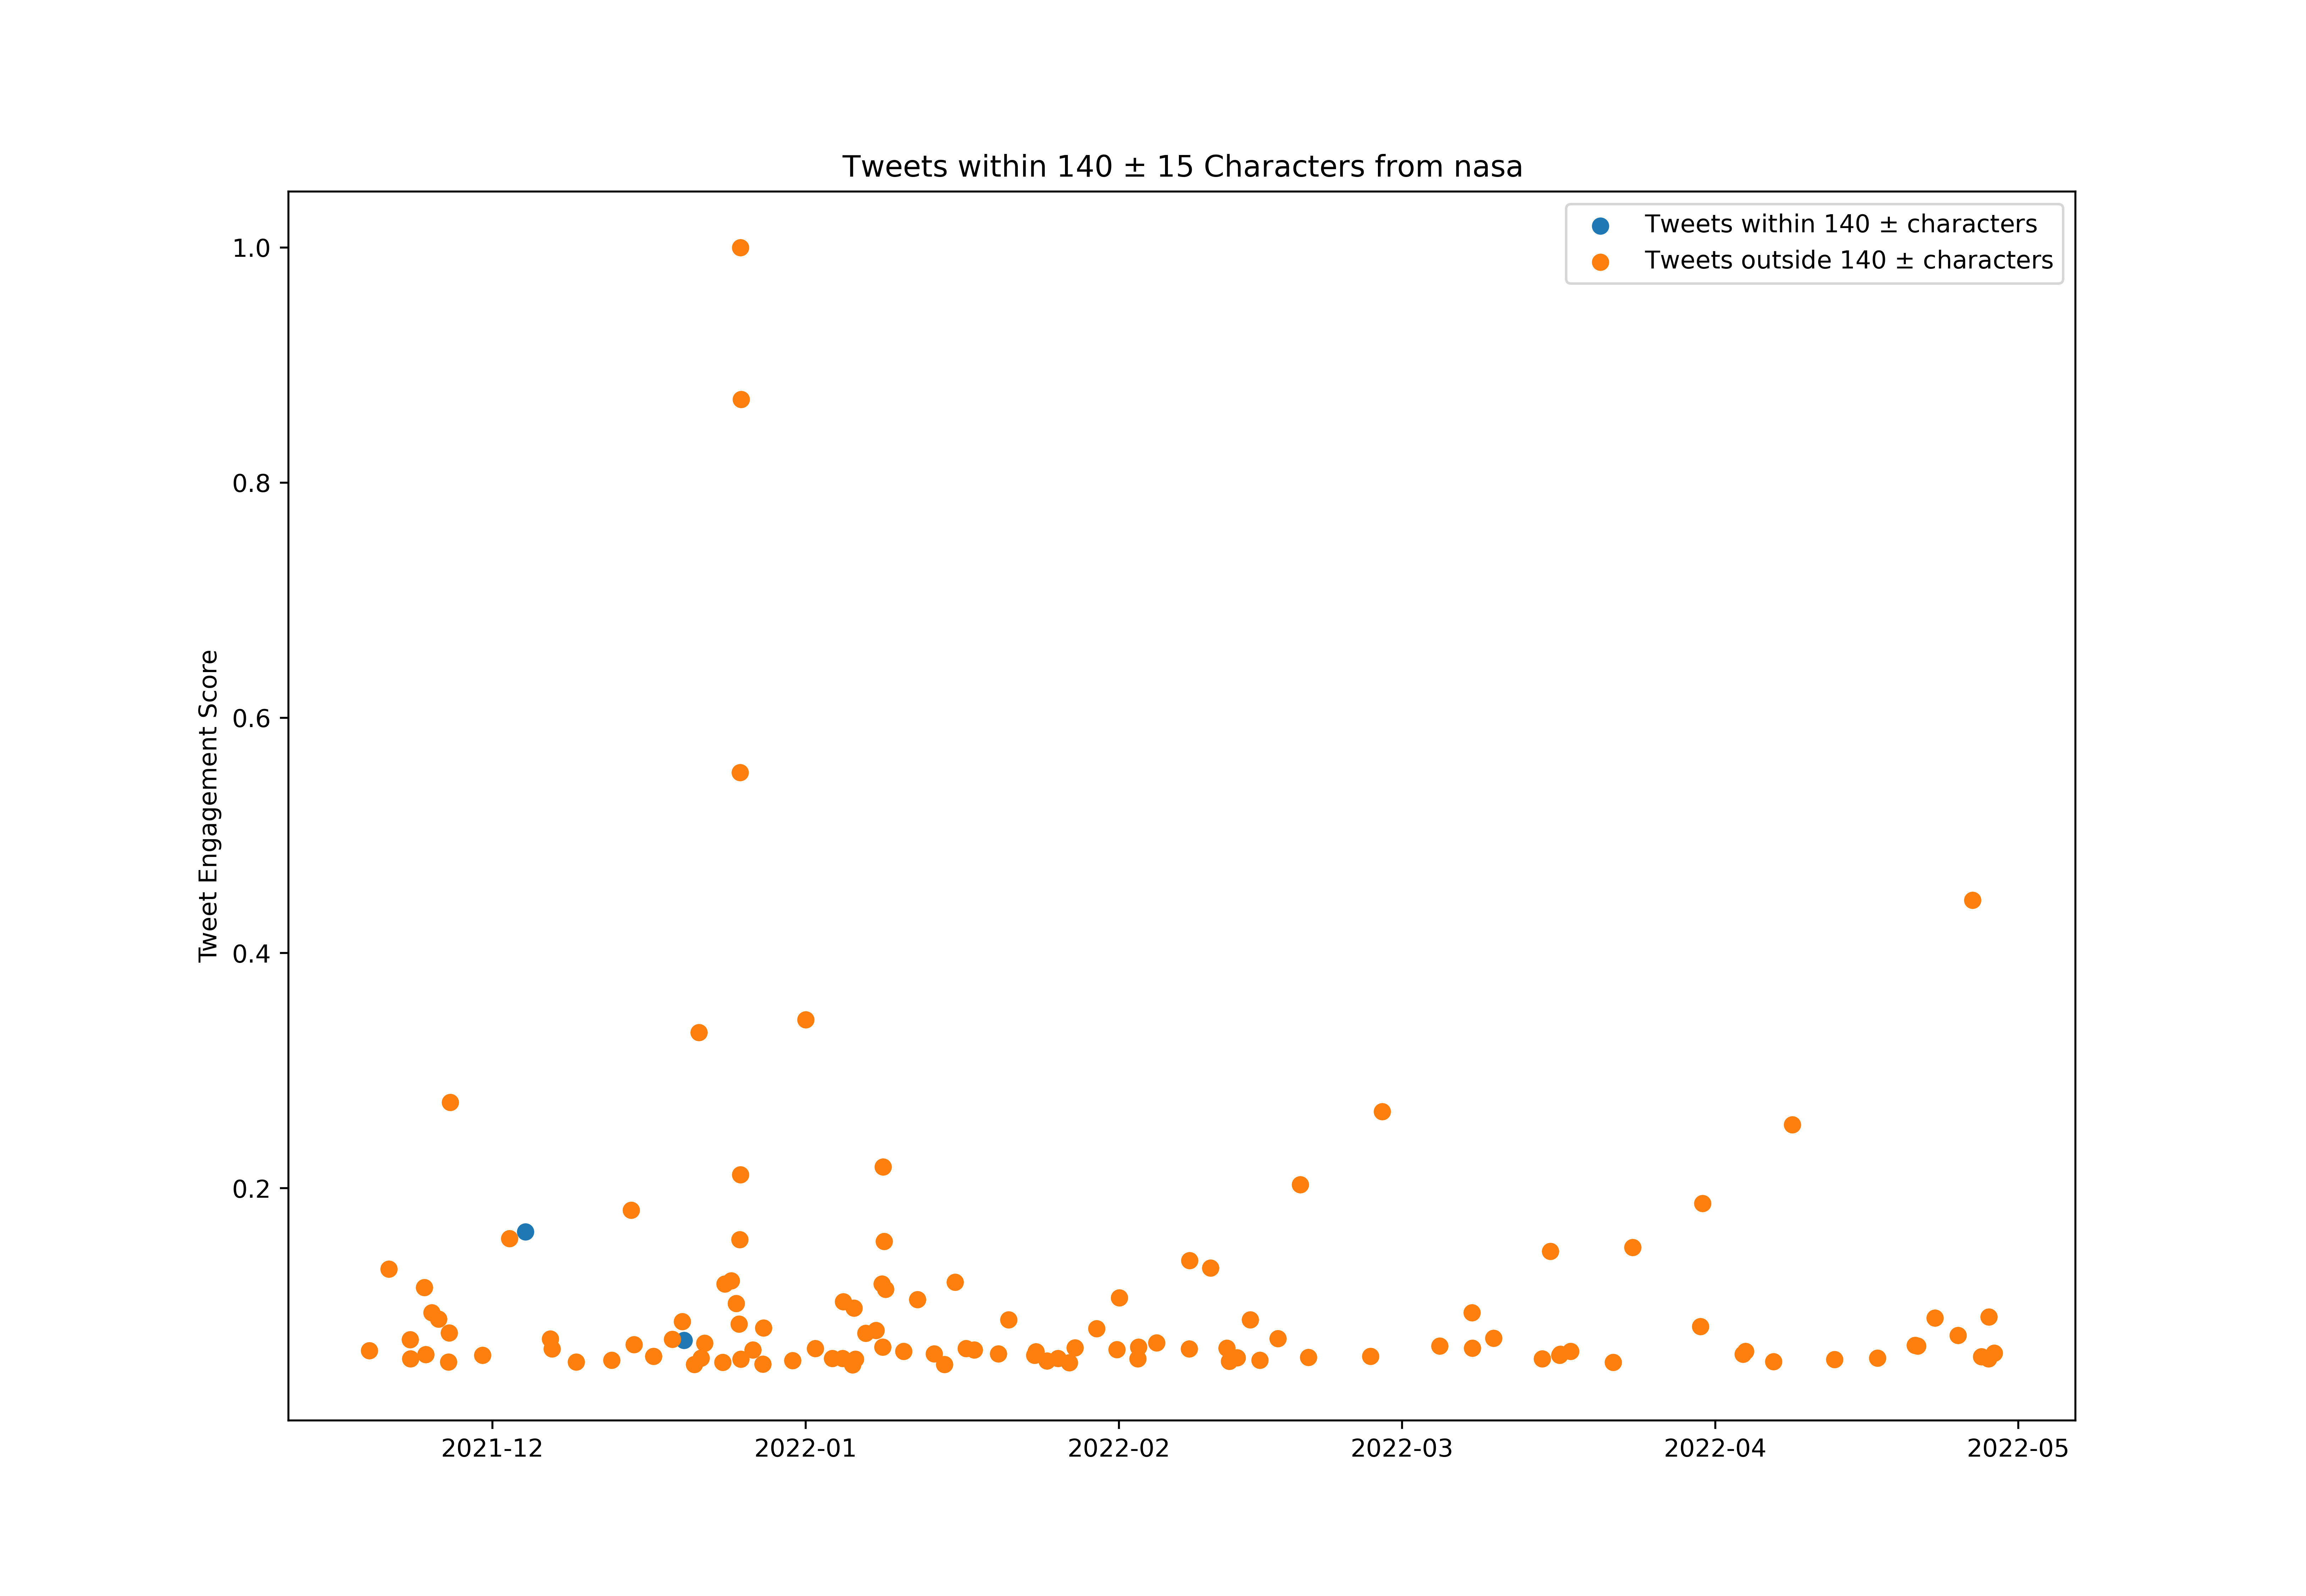 Tweets within 140 ± 15 Characters from nasa
Tweets within 140 ± characters
Tweets outside 140 ± characters
Tweet Engagement Score
1.0
0.8
0.6
0.4
0.2
2021-12
2022-01
2022-02
2022-03
2022-04
2022-05